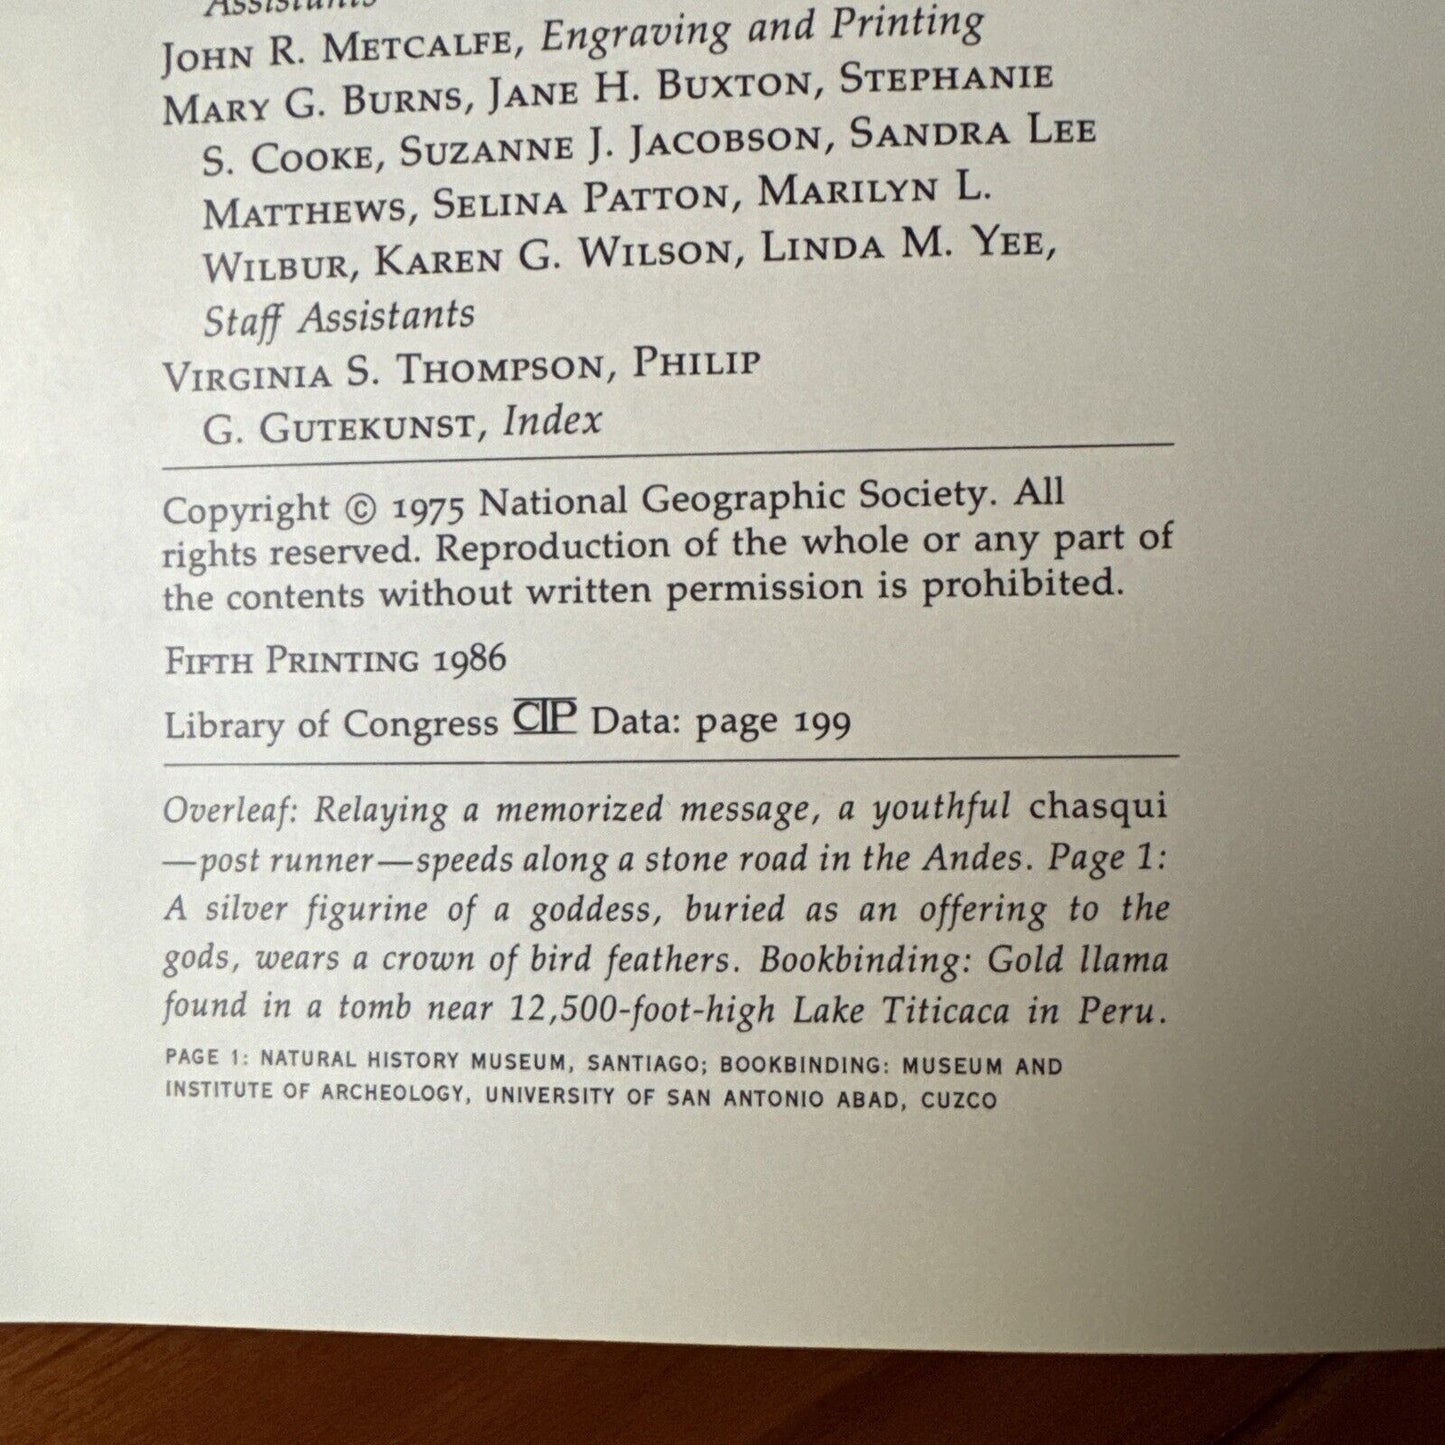 Assistants
JOHN R. METCALFE, Engraving and Printing
MARY G. BURNS, JANE H. BUXTON, STEPHANIE
S. COOKE, SUZANNE J. JACOBSON, SANDRA LEE
MATTHEWS, SELINA PATTON, MARILYN L.
WILBUR, KAREN G. WILSON, LINDA M. YEE,
Staff Assistants
VIRGINIA S. THOMPSON, PHILIP
G. GUTEKUNST, Index
Copyright © 1975 National Geographic Society. All
rights reserved. Reproduction of the whole or any part of
the contents without written permission is prohibited.
FIFTH PRINTING 1986
Library of Congress CIP Data: page 199
Overleaf: Relaying a memorized message, a youthful chasqui
—post runner—speeds along a stone road in the Andes. Page 1:
A silver figurine of a goddess, buried as an offering to the
gods, wears a crown of bird feathers. Bookbinding: Gold llama
found in a tomb near 12,500-foot-high Lake Titicaca in Peru.
PAGE 1: NATURAL HISTORY MUSEUM, SANTIAGO; BOOKBINDING: MUSEUM AND
INSTITUTE OF ARCHEOLOGY, UNIVERSITY OF SAN ANTONIO ABAD, CUZCO